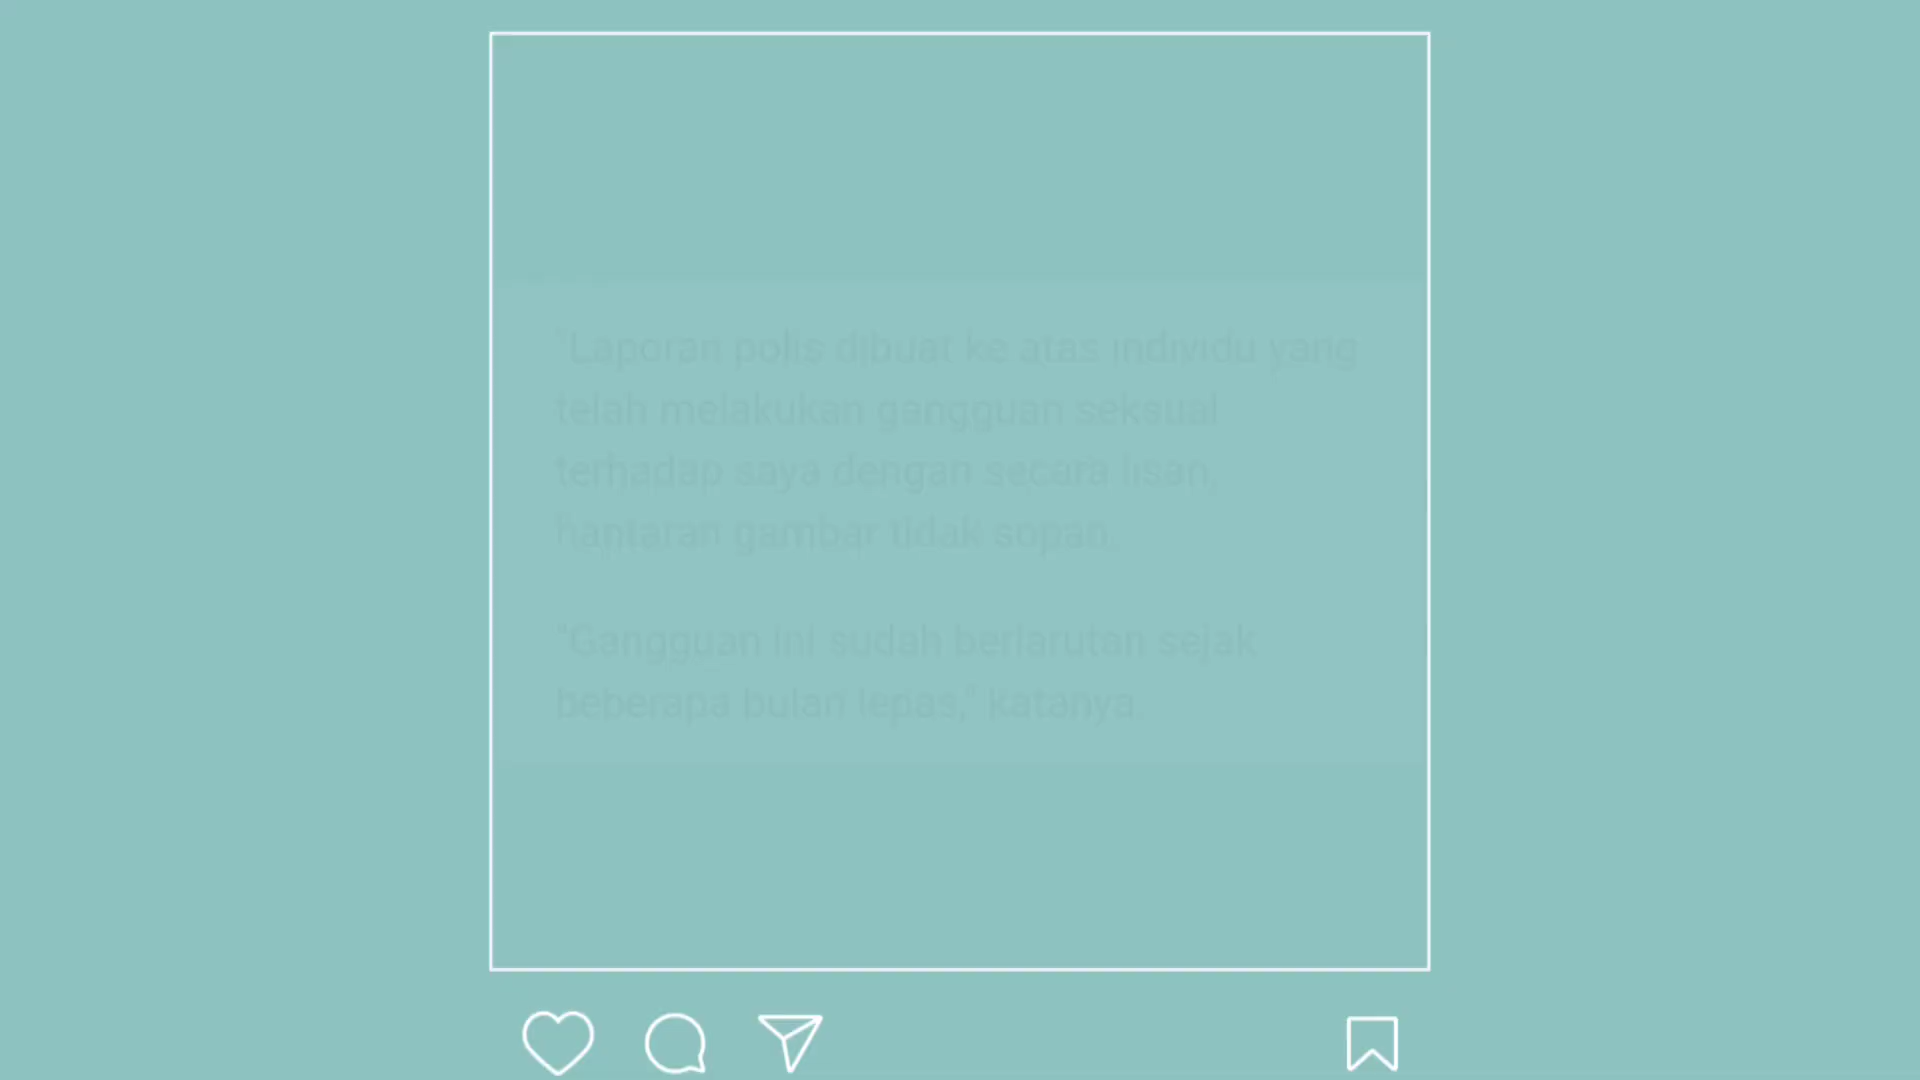 "Laporan polis dibuat ke atas individu yang
telah melakukan gangguan seksual
terhadap saya dengan secara lisan,
hantaran gambar tidak sopan.
"Gangguan ini sudah berlarutan sejak
beberapa bulan lepas," katanya.